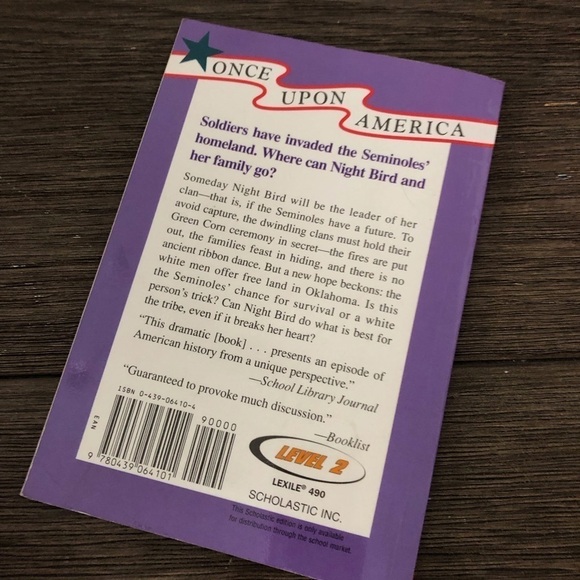 ONCE
UPON
AMERICA
Soldiers have invaded the Seminoles'
homeland. Where can Night Bird and
her family go?
Someday Night Bird will be the leader of her
clan—that is, if the Seminoles have a future. To
avoid capture, the dwindling clans must hold their
Green Corn ceremony in secret—the fires are put
out, the families feast in hiding, and there is no
ancient ribbon dance. But a new hope beckons: the
white men offer free land in Oklahoma. Is this
the Seminoles' chance for survival or a white
person's trick? Can Night Bird do what is best for
the tribe, even if it breaks her heart?
"This dramatic [book] . . . presents an episode of
American history from a unique perspective."
—School Library Journal
"Guaranteed to provoke much discussion."
—Booklist
ISBN 0-439-06410-4
90000
EAN
9 780439 064101
LEVEL 2
LEXILE® 490
SCHOLASTIC INC.
This Scholastic edition is only available
for distribution through the school market.